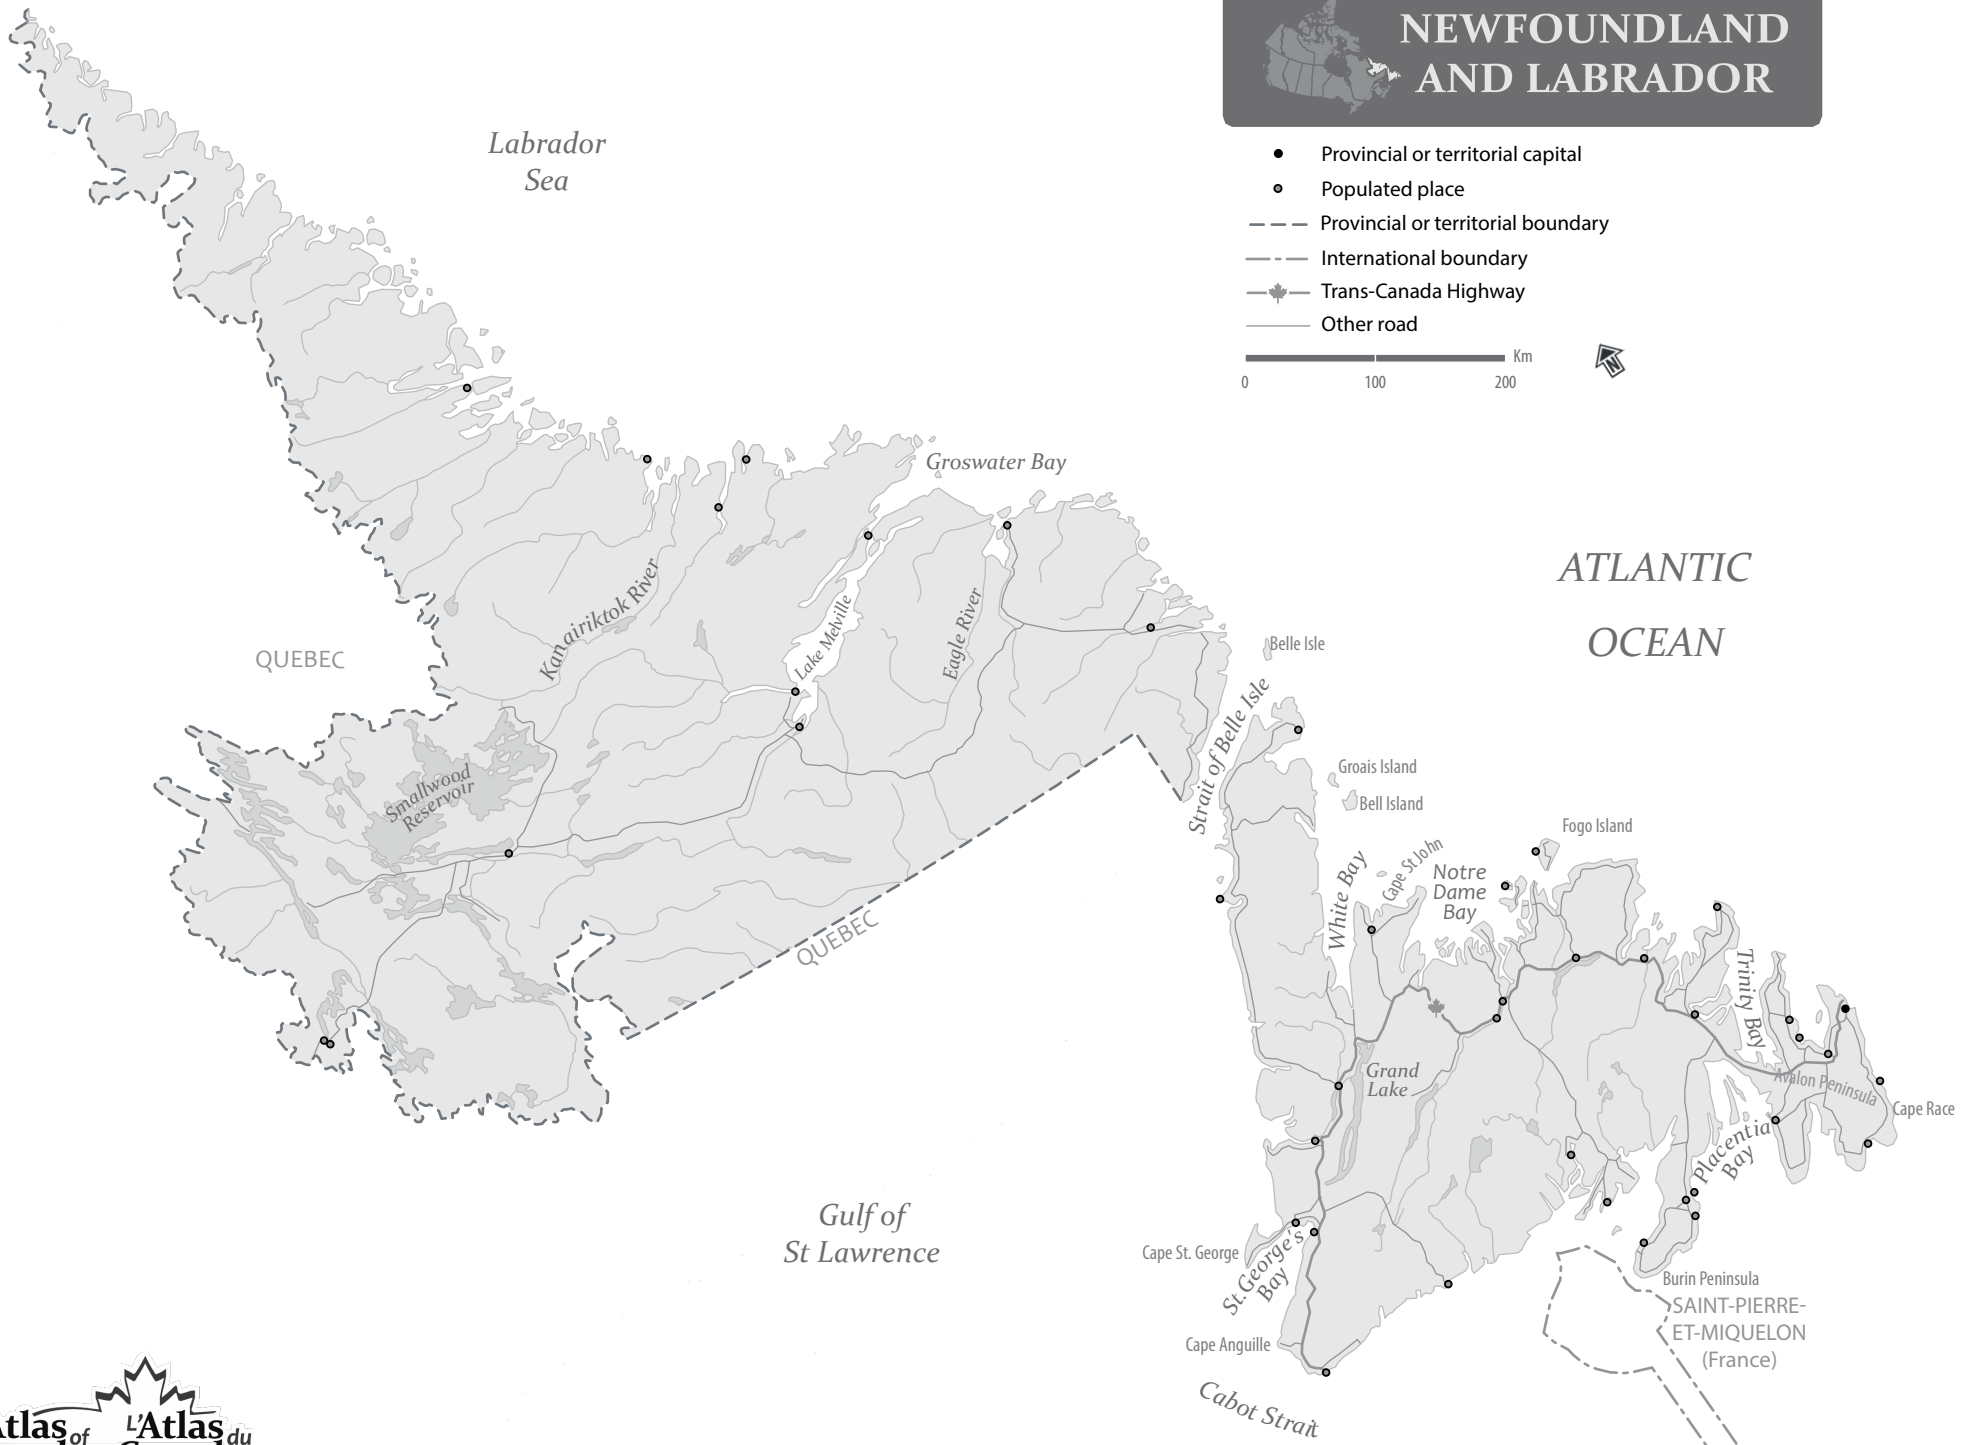 NEWFOUNDLAND
AND LABRADOR
Provincial or territorial capital
Populated place
Provincial or territorial boundary
International boundary
Trans-Canada Highway
Other road
Km
0 100 200
N
Labrador
Sea
Groswater Bay
ATLANTIC
OCEAN
Kanairiktok River
Lake Melville
Eagle River
QUEBEC
Belle Isle
Strait of Belle Isle
Smallwood
Reservoir
Groais Island
Bell Island
Fogo Island
White Bay
Cape St John
Notre
Dame
Bay
QUEBEC
Trinity Bay
Grand
Lake
Avalon Peninsula
Cape Race
Placentia
Bay
Gulf of
St Lawrence
Cape St. George
St. George's
Bay
Burin Peninsula
SAINT-PIERRE-
ET-MIQUELON
(France)
Cape Anguille
Cabot Strait
Atlas of L'Atlas du